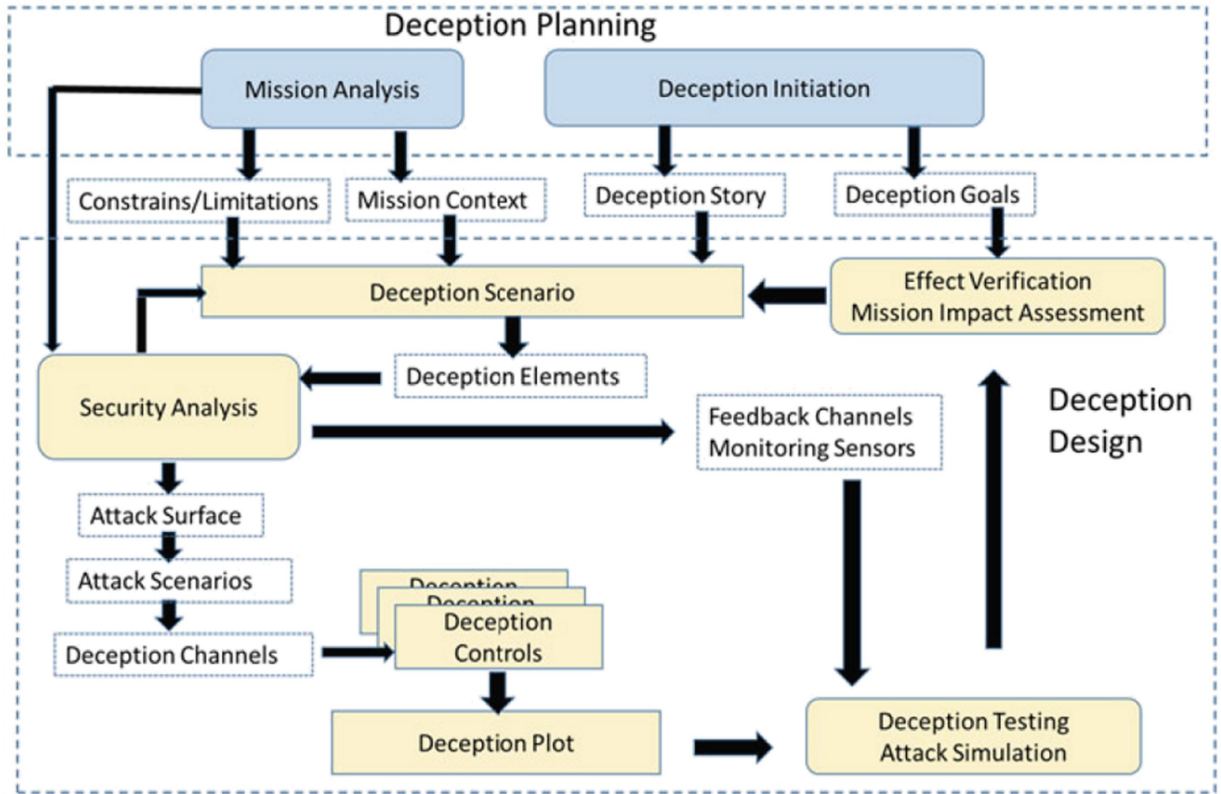 Deception Planning
Mission Analysis
Deception Initiation
Constrains/Limitations
Mission Context
Deception Story
Deception Goals
Deception Scenario
Effect Verification
Mission Impact Assessment
Deception Elements
Security Analysis
Feedback Channels
Monitoring Sensors
Deception
Design
Attack Surface
Attack Scenarios
Deception
Deception
Deception
Controls
Deception Channels
Deception Plot
Deception Testing
Attack Simulation